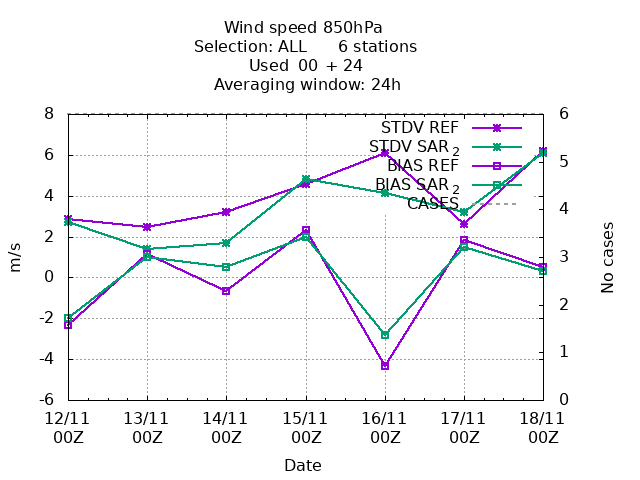 Wind speed 850hPa
Selection: ALL 6 stations
Used 00 + 24
Averaging window: 24h
8
6
4
2
0
-2
-4
-6
m/s
6
5
4
3
2
1
0
No cases
STDV REF
STDV SAR2
BIAS REF
BIAS SAR2
CASES
12/11 13/11 14/11 15/11 16/11 17/11 18/11
00Z 00Z 00Z 00Z 00Z 00Z 00Z
Date